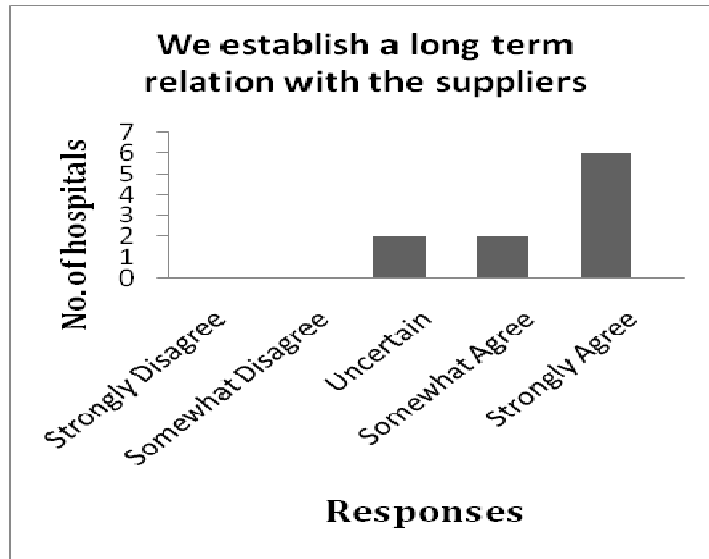 We establish a long term
relation with the suppliers
No. of hospitals
7
6
5
4
3
2
1
0
Strongly Disagree
Somewhat Disagree
Uncertain
Somewhat Agree
Strongly Agree
Responses